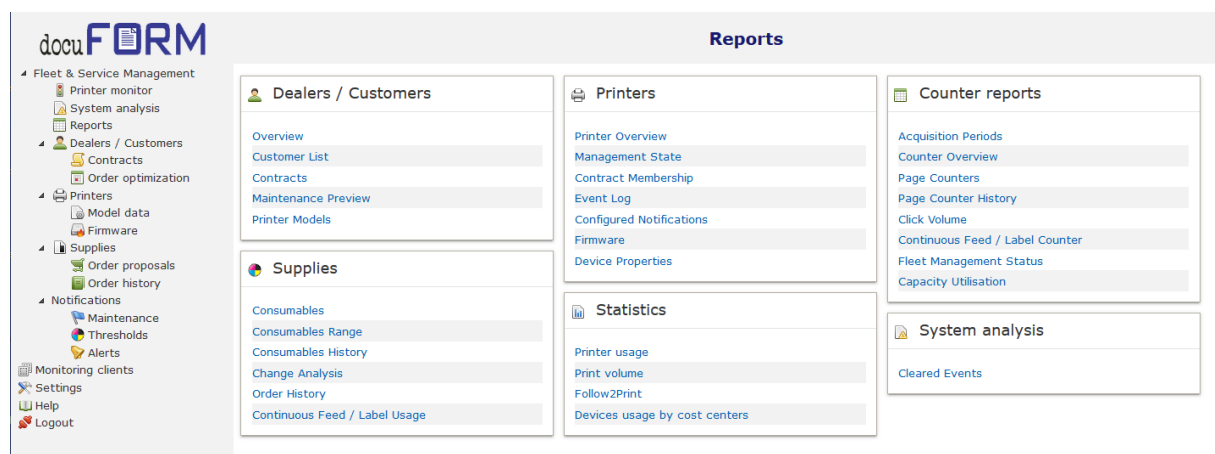 docuFORM
Reports
Fleet & Service Management
Printer monitor
System analysis
Reports
Dealers / Customers
Contracts
Order optimization
Printers
Model data
Firmware
Supplies
Order proposals
Order history
Notifications
Maintenance
Thresholds
Alerts
Monitoring clients
Settings
Help
Logout
Dealers / Customers
Overview
Customer List
Contracts
Maintenance Preview
Printer Models
Supplies
Consumables
Consumables Range
Consumables History
Change Analysis
Order History
Continuous Feed / Label Usage
Printers
Printer Overview
Management State
Contract Membership
Event Log
Configured Notifications
Firmware
Device Properties
Statistics
Printer usage
Print volume
Follow2Print
Devices usage by cost centers
Counter reports
Acquisition Periods
Counter Overview
Page Counters
Page Counter History
Click Volume
Continuous Feed / Label Counter
Fleet Management Status
Capacity Utilisation
System analysis
Cleared Events